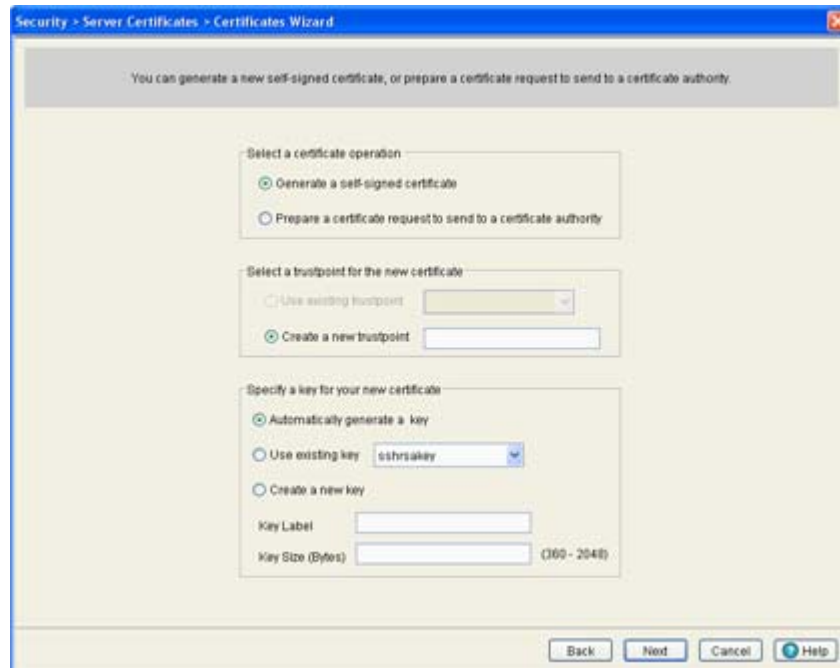 Security > Server Certificates > Certificates Wizard
You can generate a new self-signed certificate, or prepare a certificate request to send to a certificate authority.
Select a certificate operation
Generate a self-signed certificate
Prepare a certificate request to send to a certificate authority
Select a trustpoint for the new certificate
Use existing trustpoint
Create a new trustpoint
Specify a key for your new certificate
Automatically generate a key
Use existing key sshrsakey
Create a new key
Key Label
Key Size (Bytes) (360 - 2048)
Back Next Cancel ? Help